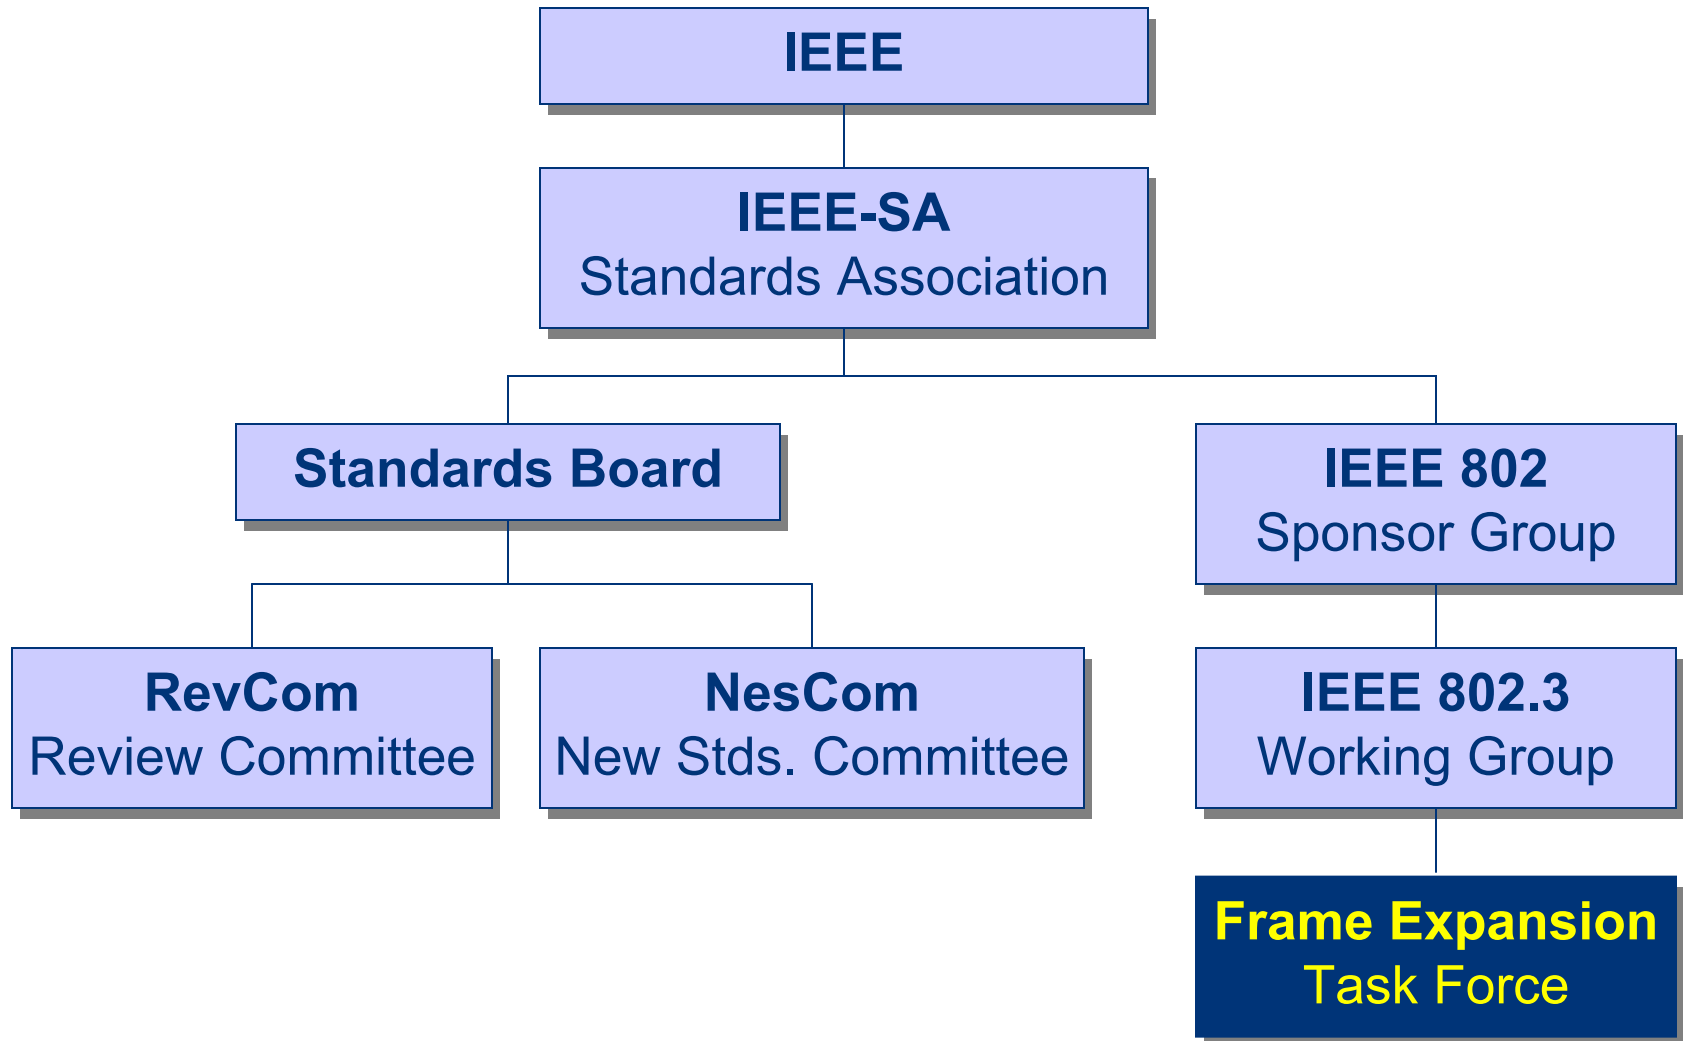 IEEE
IEEE-SA
Standards Association
Standards Board
IEEE 802
Sponsor Group
RevCom
Review Committee
NesCom
New Stds. Committee
IEEE 802.3
Working Group
Frame Expansion
Task Force